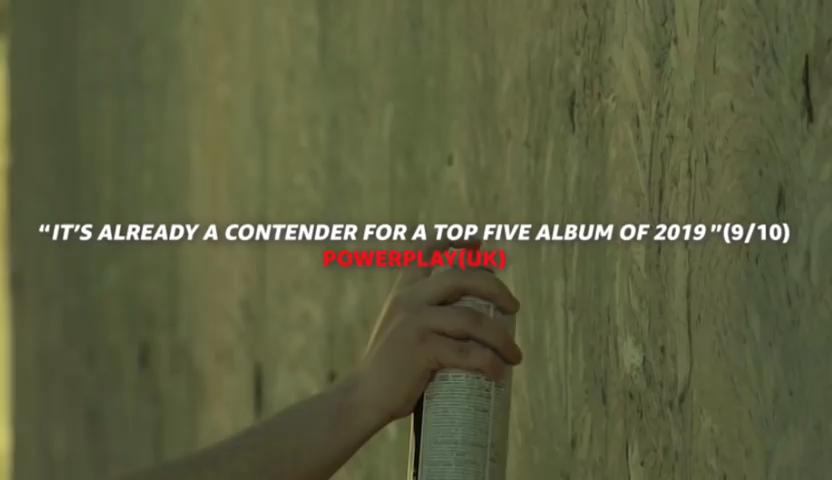 “IT’S ALREADY A CONTENDER FOR A TOP FIVE ALBUM OF 2019”(9/10)
POWERPLAY(UK)